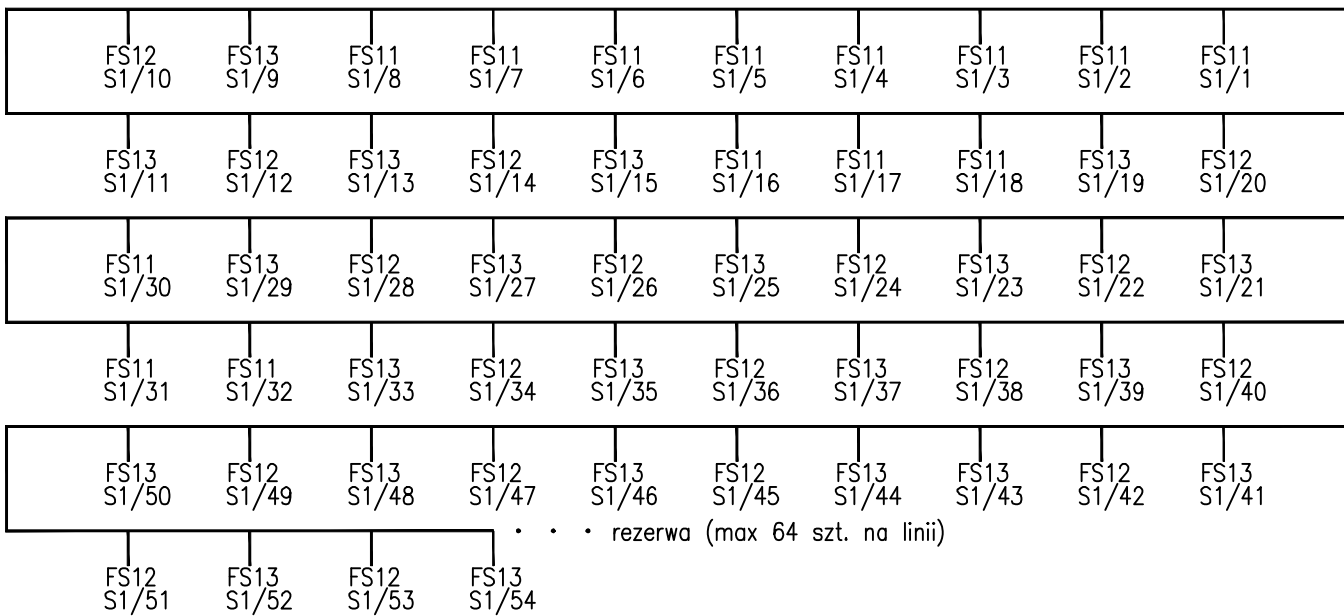 FS12 FS13 FS11 FS11 FS11 FS11 FS11 FS11 FS11 FS11
S1/10 S1/9 S1/8 S1/7 S1/6 S1/5 S1/4 S1/3 S1/2 S1/1
FS13 FS12 FS13 FS12 FS13 FS11 FS11 FS11 FS13 FS12
S1/11 S1/12 S1/13 S1/14 S1/15 S1/16 S1/17 S1/18 S1/19 S1/20
FS11 FS13 FS12 FS13 FS12 FS13 FS12 FS13 FS12 FS13
S1/30 S1/29 S1/28 S1/27 S1/26 S1/25 S1/24 S1/23 S1/22 S1/21
FS11 FS11 FS13 FS12 FS13 FS12 FS13 FS12 FS13 FS12
S1/31 S1/32 S1/33 S1/34 S1/35 S1/36 S1/37 S1/38 S1/39 S1/40
FS13 FS12 FS13 FS12 FS13 FS12 FS13 FS13 FS12 FS13
S1/50 S1/49 S1/48 S1/47 S1/46 S1/45 S1/44 S1/43 S1/42 S1/41
· · · rezerwa (max 64 szt. na linii)
FS12 FS13 FS12 FS13
S1/51 S1/52 S1/53 S1/54